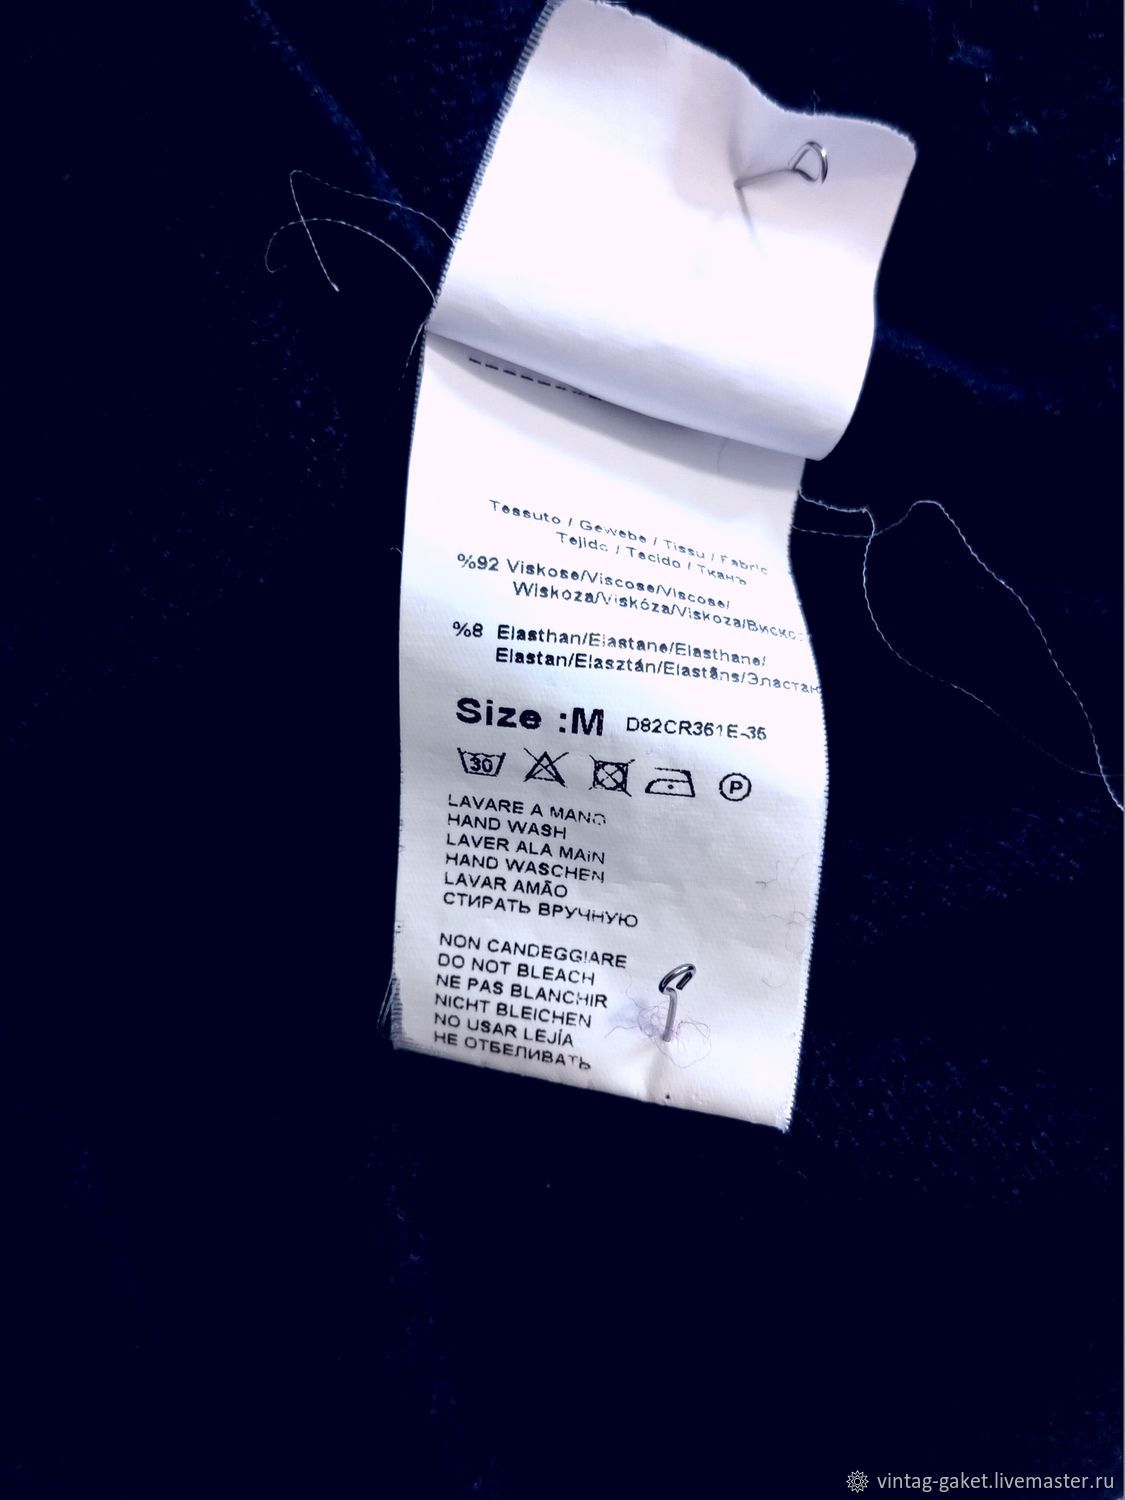 Tessuto / Gewebe / Tissu / Fabric
Tejido / Tecido / Ткань
%92 Viskose/Viscose/Viscose/
Wiskoza/Viskóza/Viskoza/Виско
%8 Elasthan/Elastane/Elasthane/
Elastan/Elasztán/Elastāns/Эластан
Size :M D82CR361E-35
30 P
LAVARE A MANO
HAND WASH
LAVER ALA MAiN
HAND WASCHEN
LAVAR AMÃO
СТИРАТЬ ВРУЧНУЮ
NON CANDEGGIARE
DO NOT BLEACH
NE PAS BLANCHIR
NICHT BLEICHEN
NO USAR LEJÍA
НЕ ОТБЕЛИВАТЬ
vintag-gaket.livemaster.ru